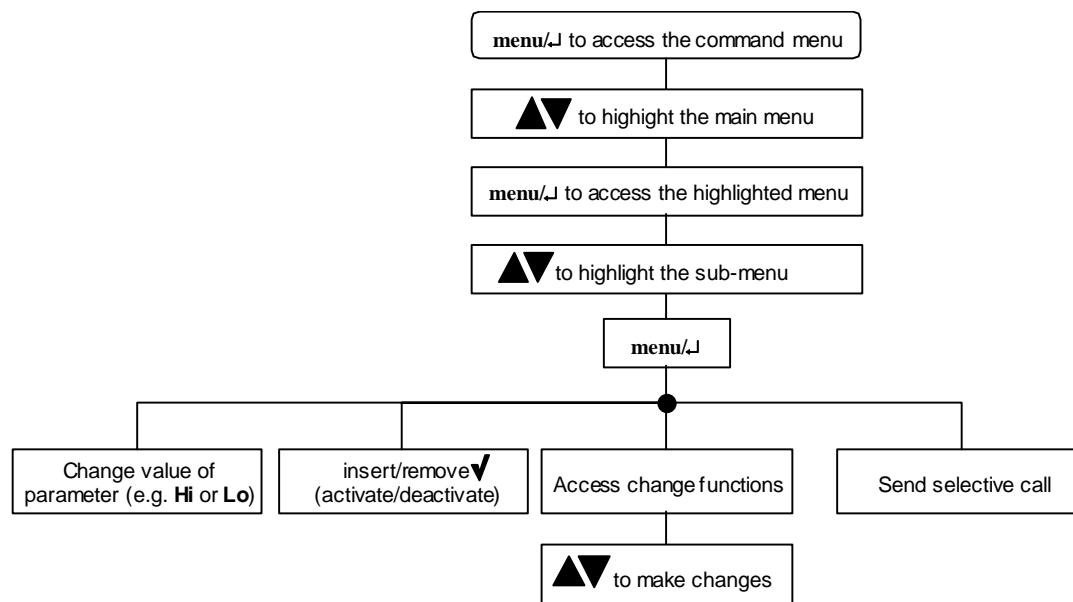 menu/↵ to access the command menu
▲▼ to highight the main menu
menu/↵ to access the highlighted menu
▲▼ to highlight the sub-menu
menu/↵
Change value of
parameter (e.g. Hi or Lo)
insert/remove✓
(activate/deactivate)
Access change functions
Send selective call
▲▼ to make changes